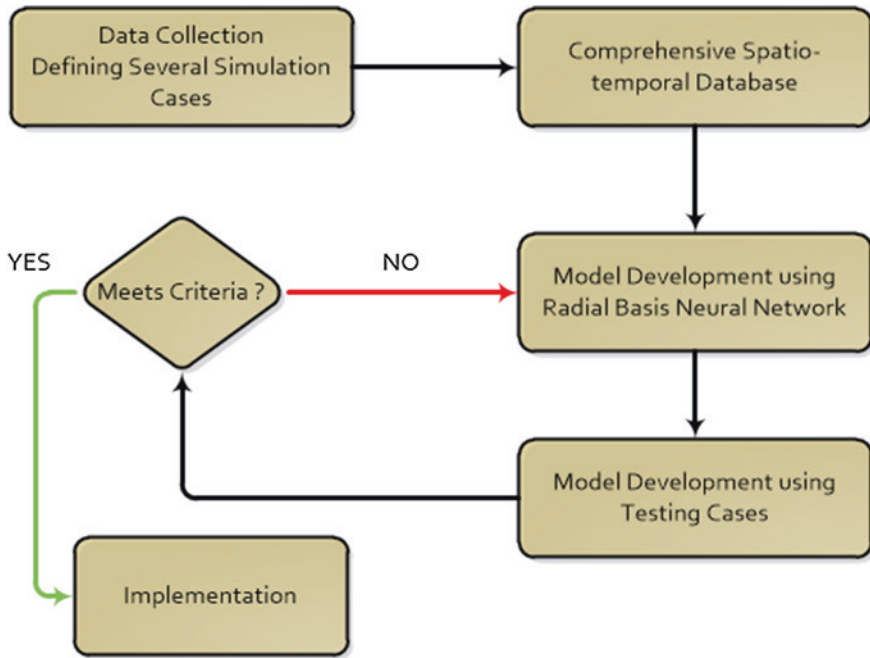 Data Collection
Defining Several Simulation
Cases
Comprehensive Spatio-
temporal Database
YES
Meets Criteria ?
NO
Model Development using
Radial Basis Neural Network
Model Development using
Testing Cases
Implementation